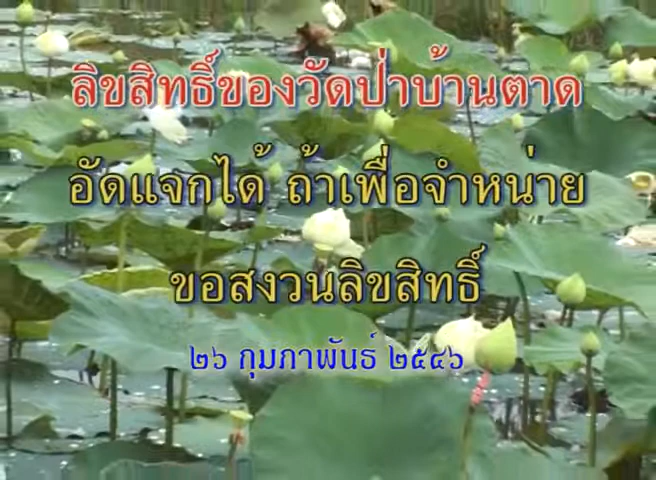 ลิขสิทธิ์ของวัดป่าบ้านตาด
อัดแจกได้ ถ้าเพื่อจำหน่าย
ขอสงวนลิขสิทธิ์
๒๖ กุมภาพันธ์ ๒๕๔๖